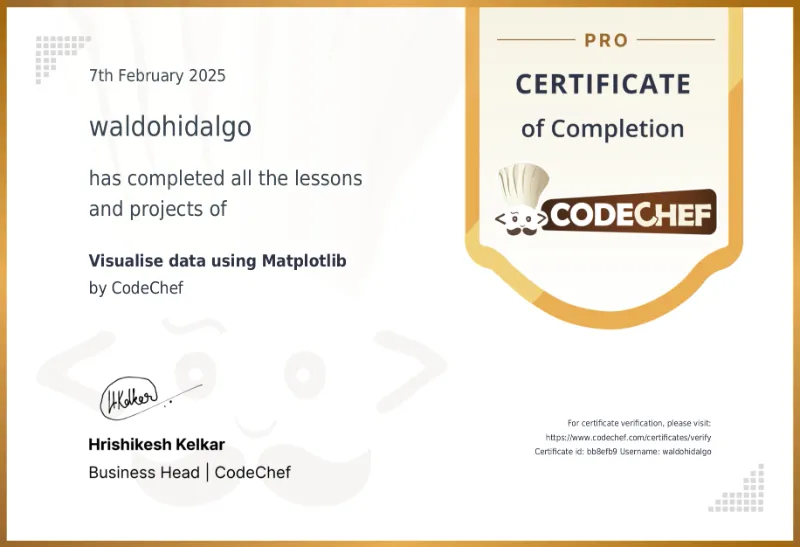 7th February 2025
waldohidalgo
has completed all the lessons
and projects of
Visualise data using Matplotlib
by CodeChef
PRO
CERTIFICATE
of Completion
CODECHEF
HKelkar
Hrishikesh Kelkar
Business Head | CodeChef
For certificate verification, please visit:
https://www.codechef.com/certificates/verify
Certificate id: bb8efb9 Username: waldohidalgo